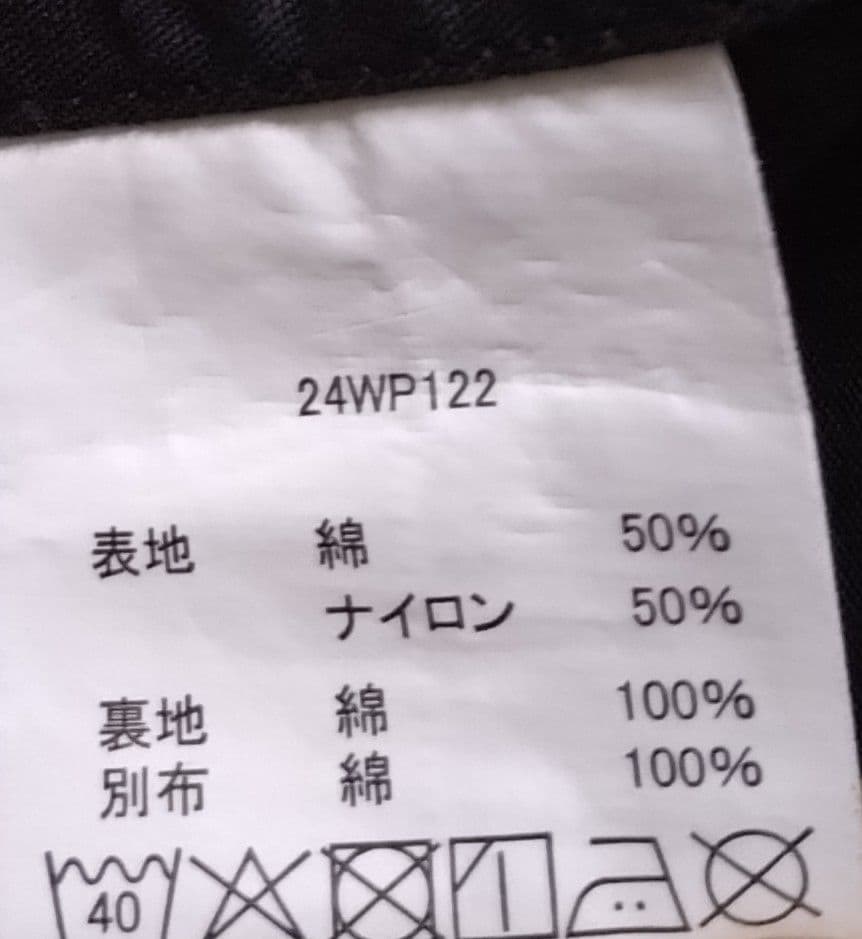 24WP122
表地 綿 50%
ナイロン 50%
裏地 綿 100%
別布 綿 100%
40